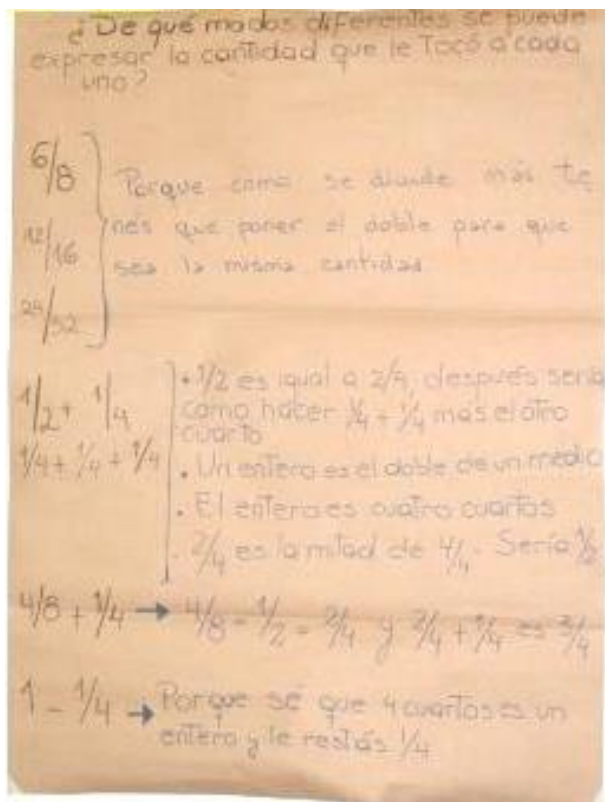 ¿De qué modos diferentes se puede
expresar la cantidad que le tocó a cada
uno?
6/8
12/16
24/32
Porque como se divide más te
nés que poner el doble para que
sea la misma cantidad
1/2 + 1/4
1/4 + 1/4 + 1/4
• 1/2 es igual a 2/4, después sería
como hacer 1/4 + 1/4 más el otro
cuarto
• Un entero es el doble de un medio
• El entero es cuatro cuartos
. 2/4 es la mitad de 4/4. Sería 1/2
4/8 + 1/4 → 4/8 = 1/2 = 2/4 y 2/4 + 1/4 es 3/4
1 - 1/4 → Porque sé que 4 cuartos es un
entero y le restás 1/4